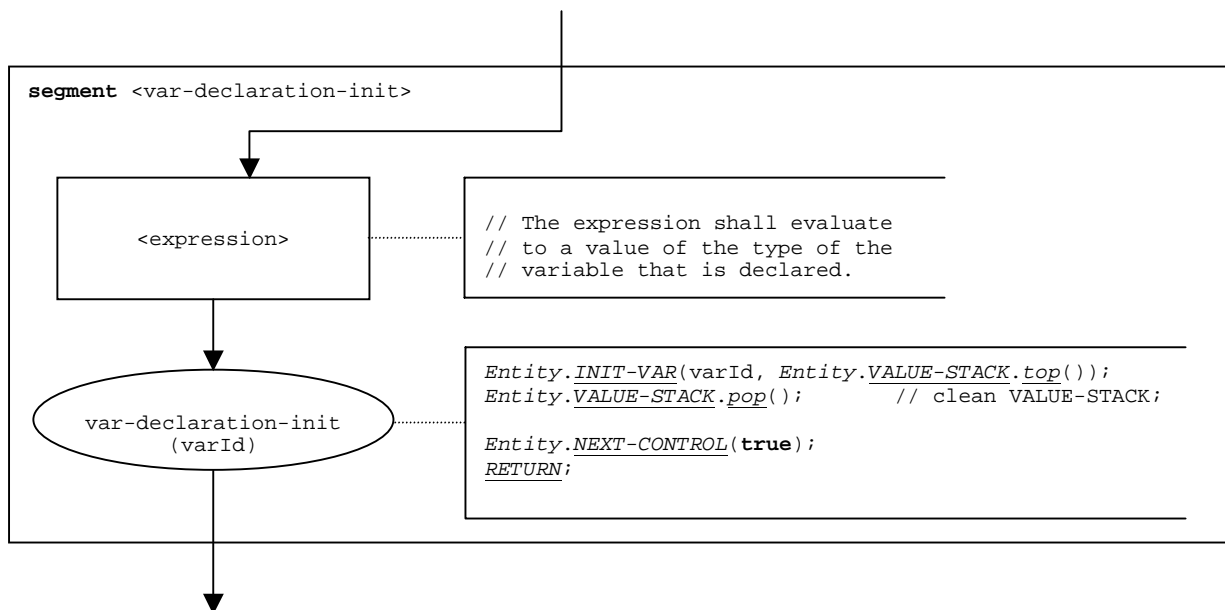 segment <var-declaration-init>
<expression>
// The expression shall evaluate
// to a value of the type of the
// variable that is declared.
var-declaration-init
(varId)
Entity.INIT-VAR(varId, Entity.VALUE-STACK.top());
Entity.VALUE-STACK.pop();        // clean VALUE-STACK;
Entity.NEXT-CONTROL(true);
RETURN;